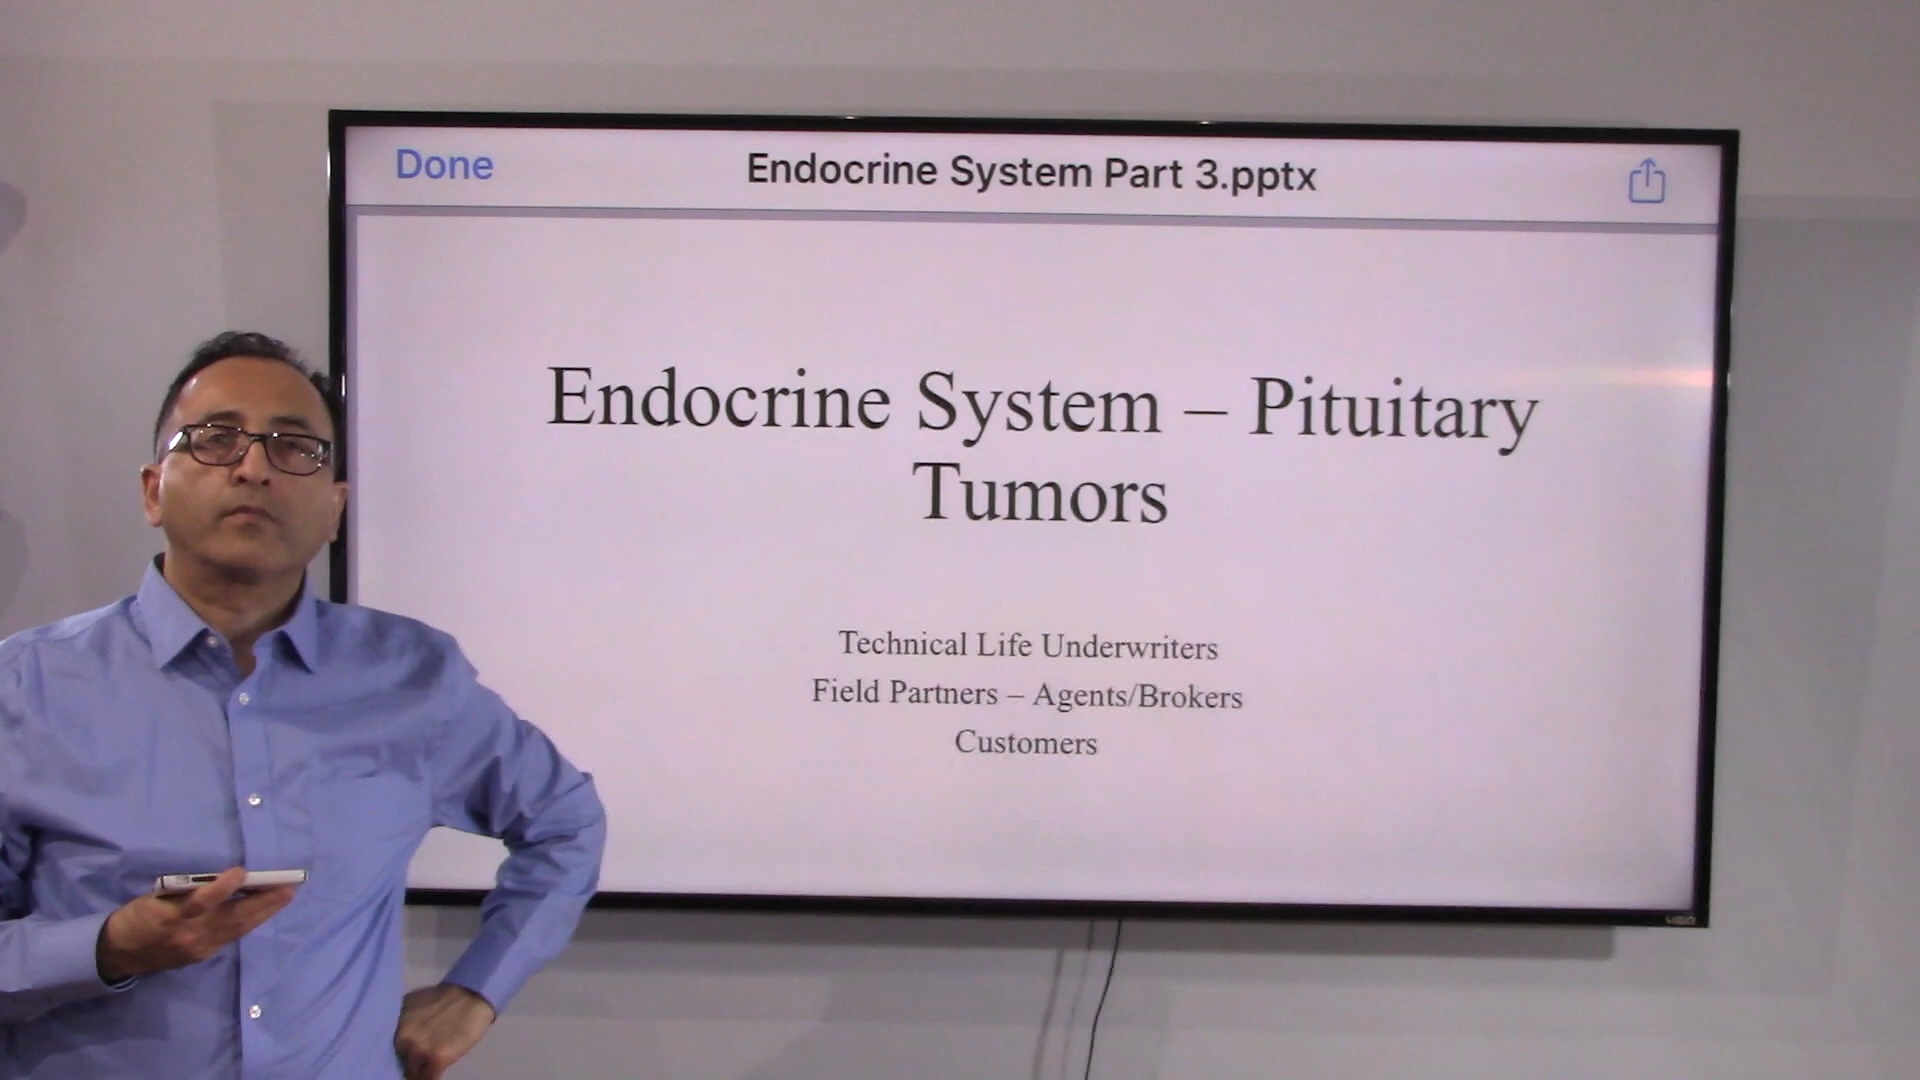 Done
Endocrine System Part 3.pptx
Endocrine System – Pituitary
Tumors
Technical Life Underwriters
Field Partners – Agents/Brokers
Customers